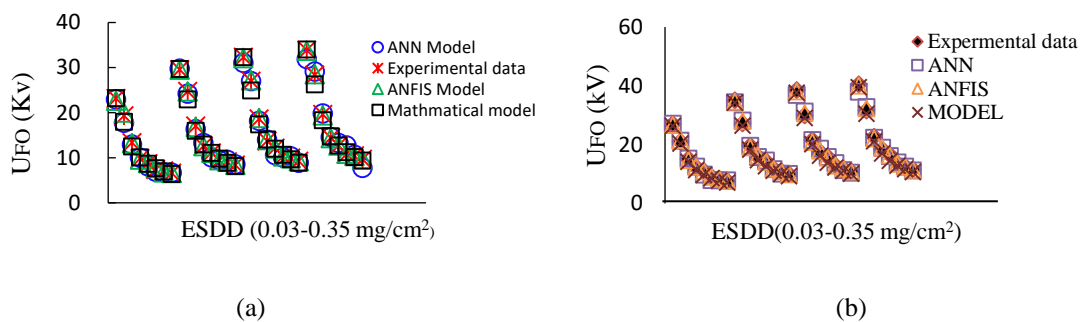 40
30
20
10
0
UFO (Kv)
ANN Model
Experimental data
ANFIS Model
Mathmatical model
ESDD (0.03-0.35 mg/cm²)
(a)
60
40
20
0
UFO (kV)
Expermental data
ANN
ANFIS
MODEL
ESDD(0.03-0.35 mg/cm²)
(b)